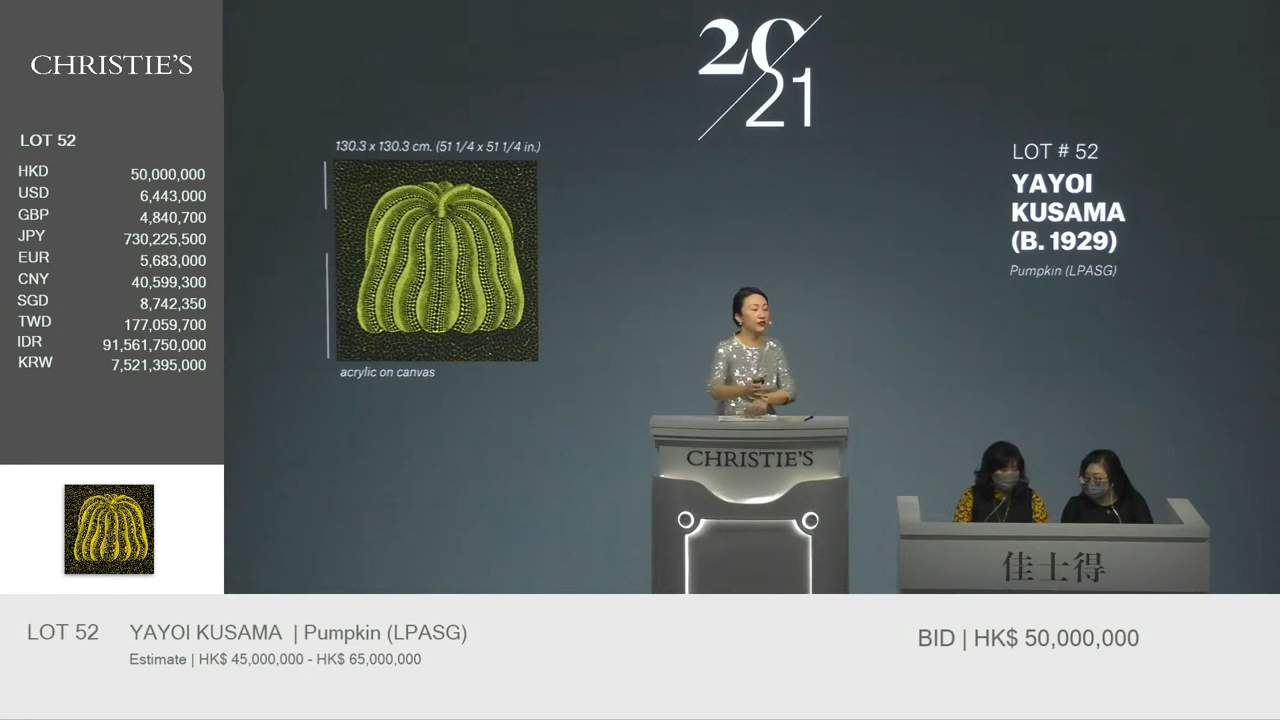 CHRISTIE'S
LOT 52
HKD 50,000,000
USD 6,443,000
GBP 4,840,700
JPY 730,225,500
EUR 5,683,000
CNY 40,599,300
SGD 8,742,350
TWD 177,059,700
IDR 91,561,750,000
KRW 7,521,395,000
20/21
130.3 x 130.3 cm. (51 1/4 x 51 1/4 in.)
acrylic on canvas
LOT # 52
YAYOI
KUSAMA
(B. 1929)
Pumpkin (LPASG)
CHRISTIE'S
佳士得
LOT 52 YAYOI KUSAMA | Pumpkin (LPASG)
Estimate | HK$ 45,000,000 - HK$ 65,000,000
BID | HK$ 50,000,000